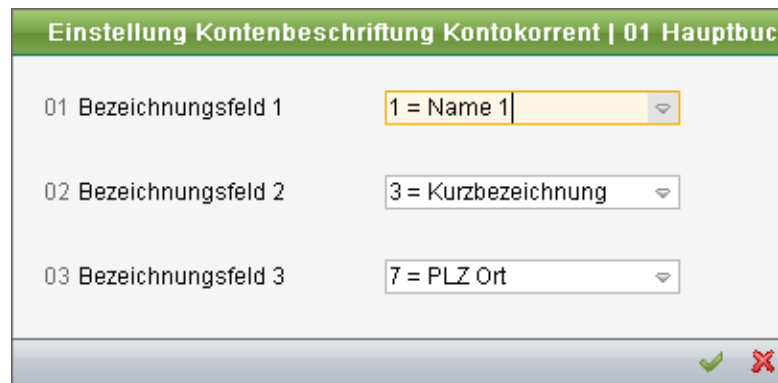 Einstellung Kontenbeschriftung Kontokorrent | 01 Hauptbuc
01 Bezeichnungsfeld 1 1 = Name 1
02 Bezeichnungsfeld 2 3 = Kurzbezeichnung
03 Bezeichnungsfeld 3 7 = PLZ Ort